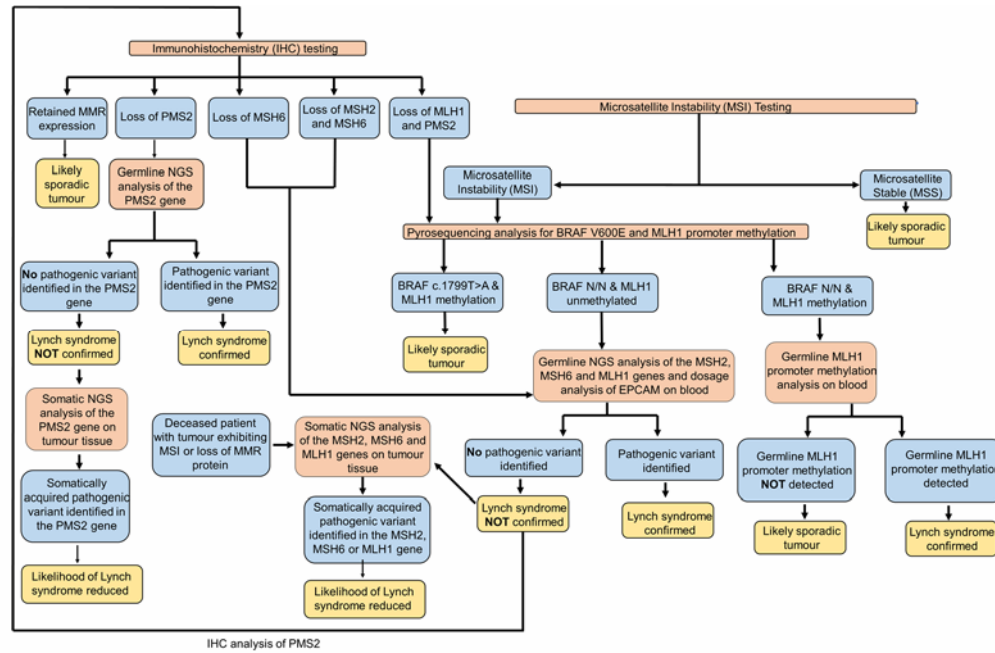 Immunohistochemistry (IHC) testing
Retained MMR
expression
Loss of PMS2
Loss of MSH6
Loss of MSH2
and MSH6
Loss of MLH1
and PMS2
Microsatellite Instability (MSI) Testing
Likely
sporadic
tumour
Germline NGS
analysis of the
PMS2 gene
Microsatellite
Instability (MSI)
Microsatellite
Stable (MSS)
Likely sporadic
tumour
Pyrosequencing analysis for BRAF V600E and MLH1 promoter methylation
No pathogenic variant
identified in the PMS2
gene
Pathogenic variant
identified in the PMS2
gene
BRAF c.1799T>A &
MLH1 methylation
BRAF N/N & MLH1
unmethylated
BRAF N/N
& MLH1 methylation
Lynch syndrome
NOT confirmed
Lynch syndrome
confirmed
Likely sporadic
tumour
Germline NGS analysis of the MSH2,
MSH6 and MLH1 genes and dosage
analysis of EPCAM on blood
Germline MLH1
promoter methylation
analysis on blood
Somatic NGS
analysis of the
PMS2 gene on
tumour tissue
Deceased patient
with tumour exhibiting
MSI or loss of MMR
protein
Somatic NGS analysis
of the MSH2, MSH6 and
MLH1 genes on tumour
tissue
No pathogenic variant
identified
Pathogenic variant
identified
Germline MLH1
promoter methylation
NOT detected
Germline MLH1
promoter methylation
detected
Somatically acquired
pathogenic
variant identified
in the PMS2 gene
Somatically acquired
pathogenic variant
identified in the MSH2,
MSH6 or MLH1 gene
Lynch syndrome
NOT confirmed
Lynch syndrome
confirmed
Likely sporadic
tumour
Lynch syndrome
confirmed
Likelihood of Lynch
syndrome reduced
Likelihood of Lynch
syndrome reduced
IHC analysis of PMS2